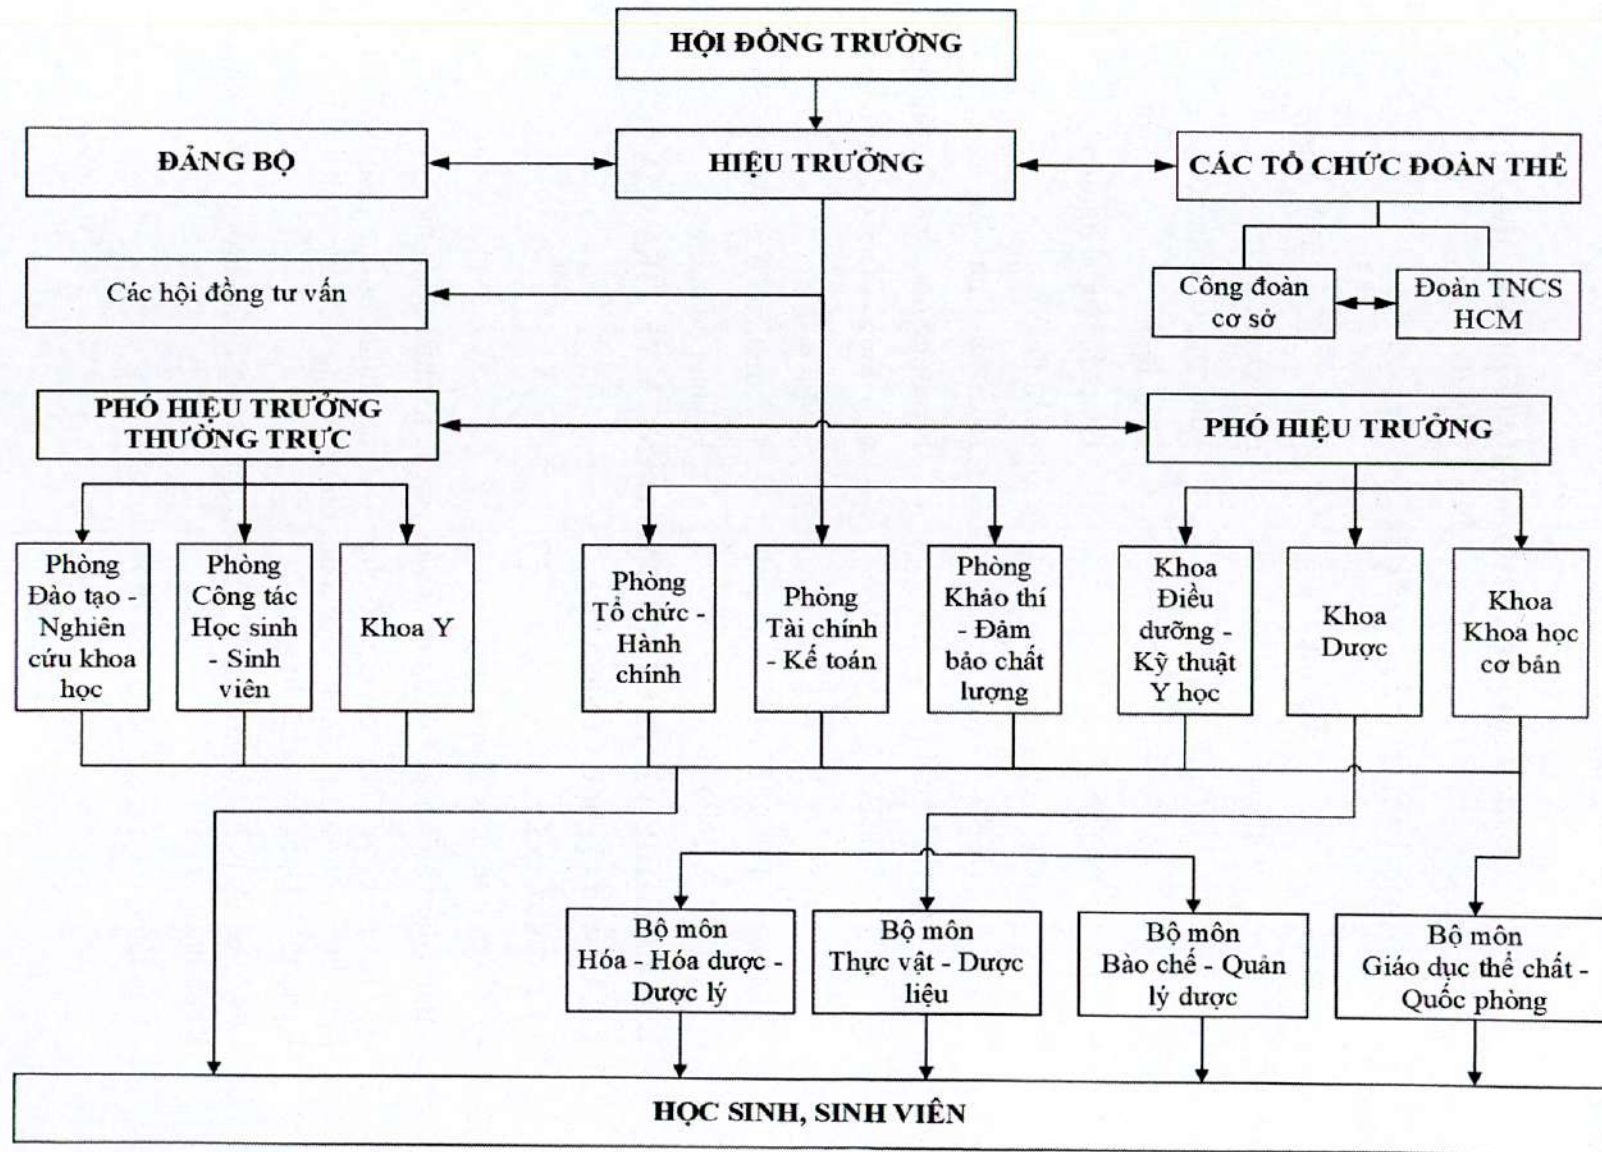 HỘI ĐỒNG TRƯỜNG
ĐẢNG BỘ
HIỆU TRƯỞNG
CÁC TỔ CHỨC ĐOÀN THỂ
Các hội đồng tư vấn
Công đoàn
cơ sở
Đoàn TNCS
HCM
PHÓ HIỆU TRƯỞNG
THƯỜNG TRỰC
PHÓ HIỆU TRƯỞNG
Phòng
Đào tạo -
Nghiên
cứu khoa
học
Phòng
Công tác
Học sinh
- Sinh
viên
Khoa Y
Phòng
Tổ chức -
Hành
chính
Phòng
Tài chính
- Kế toán
Phòng
Khảo thí
- Đảm
bảo chất
lượng
Khoa
Điều
dưỡng -
Kỹ thuật
Y học
Khoa
Dược
Khoa
Khoa học
cơ bản
Bộ môn
Hóa - Hóa dược -
Dược lý
Bộ môn
Thực vật - Dược
liệu
Bộ môn
Bào chế - Quản
lý dược
Bộ môn
Giáo dục thể chất -
Quốc phòng
HỌC SINH, SINH VIÊN